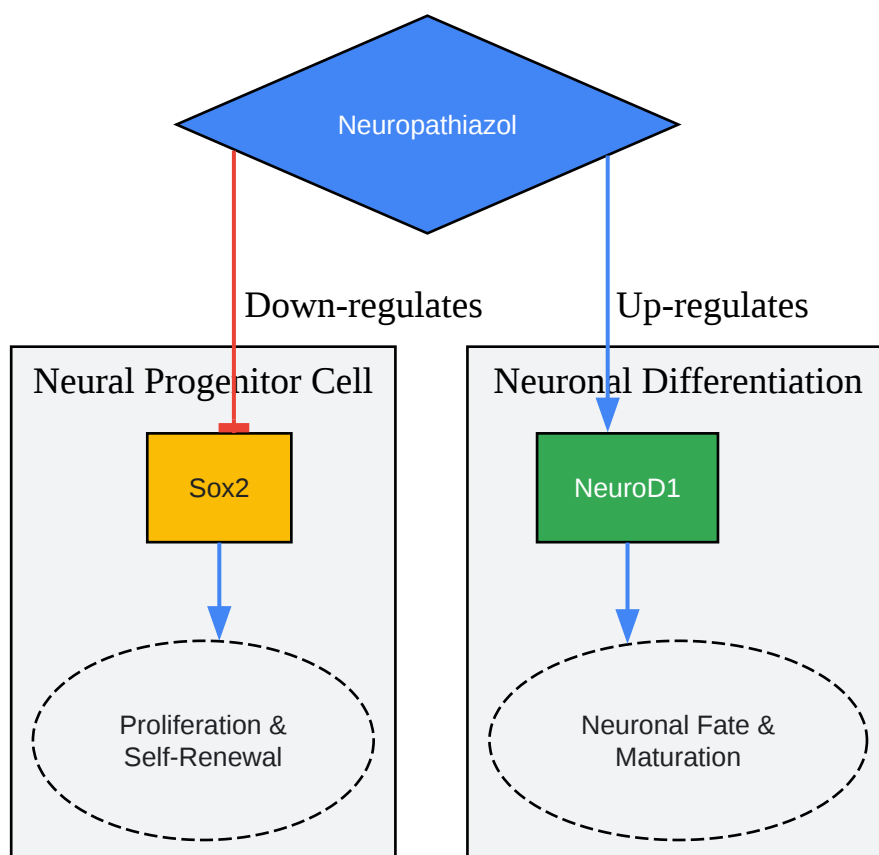 Neuropathiazol
Down-regulates
Up-regulates
Neural Progenitor Cell
Neuronal Differentiation
Sox2
NeuroD1
Proliferation &
Self-Renewal
Neuronal Fate &
Maturation